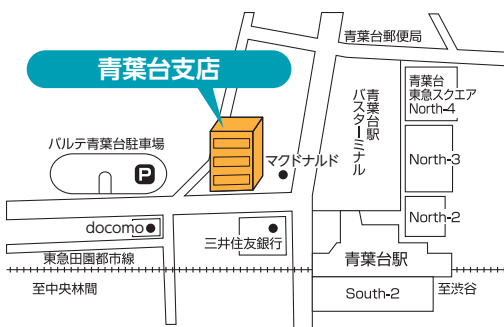 青葉台郵便局
青葉台支店
青葉台
東急スクエア
North-4
青葉台駅
バスターミナル
バルテ青葉台駐車場
P
マクドナルド
North-3
North-2
docomo
三井住友銀行
東急田園都市線
青葉台駅
至中央林間
South-2
至渋谷